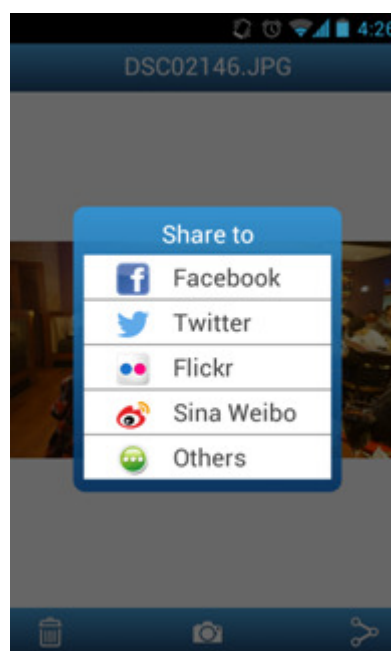 4:26
DSC02146.JPG
Share to
Facebook
Twitter
Flickr
Sina Weibo
Others